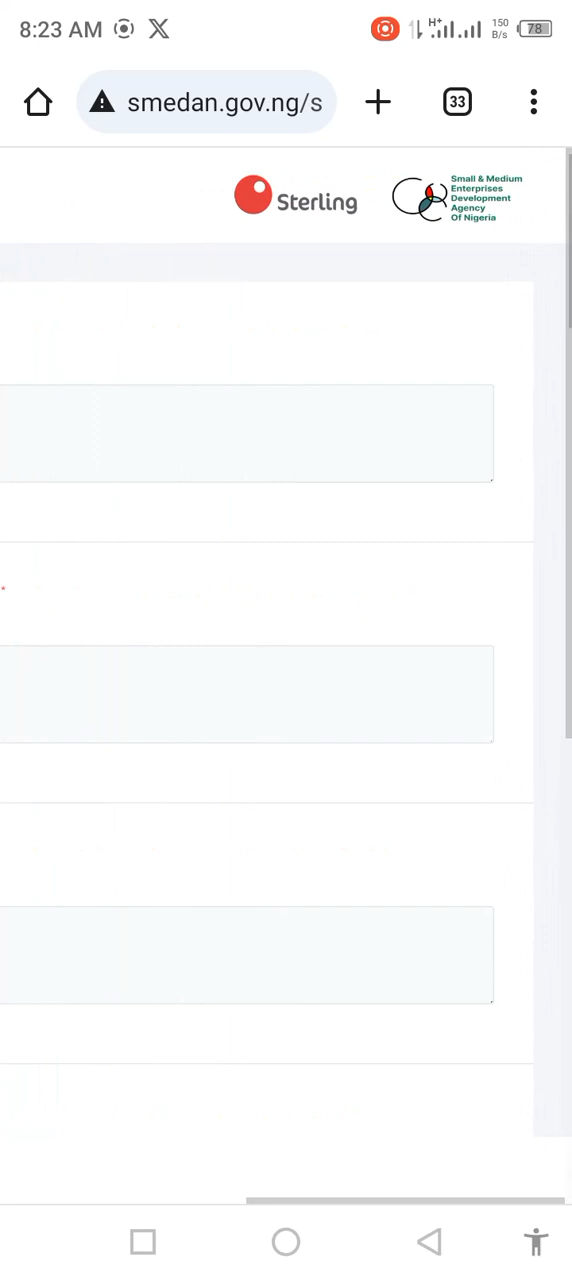 8:23 AM
H+
150
B/s
78
smedan.gov.ng/s
33
Sterling
Small & Medium
Enterprises
Development
Agency
Of Nigeria
*